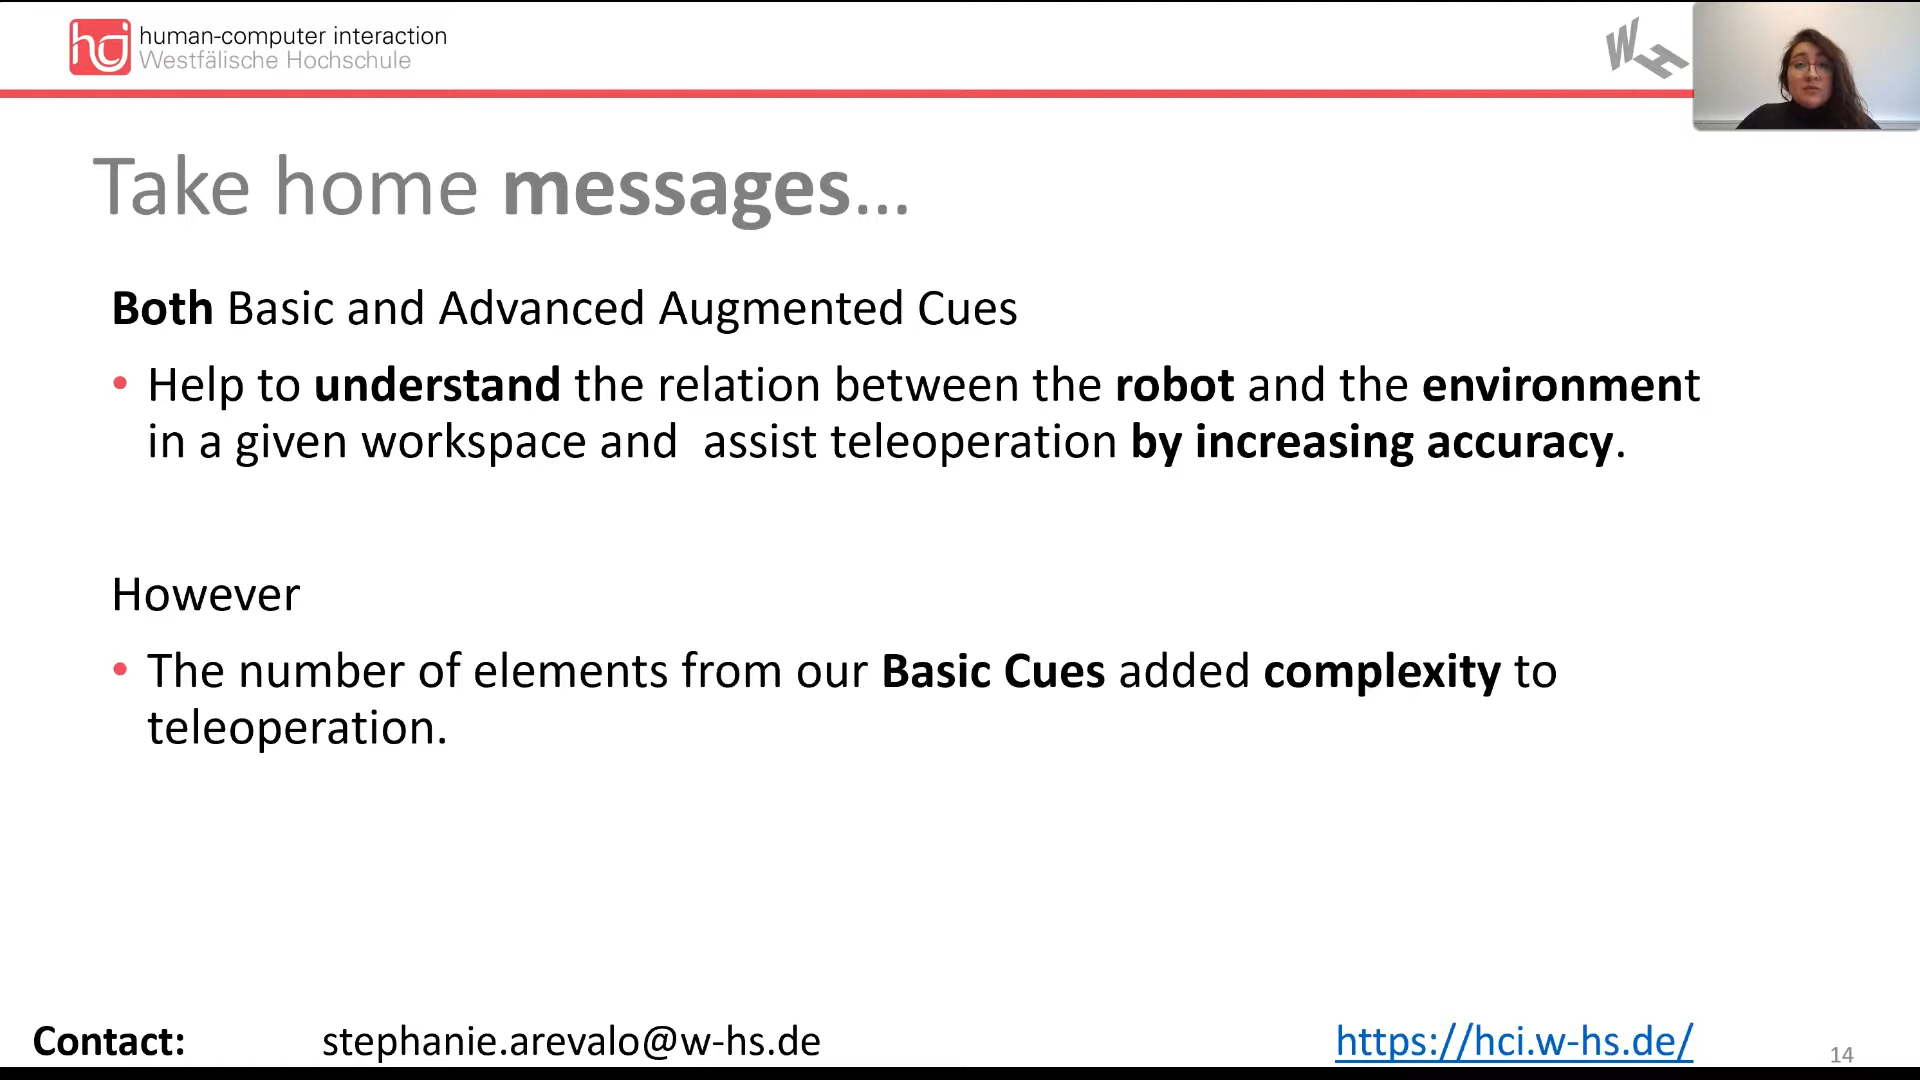 hci human-computer interaction
Westfälische Hochschule
WH
Take home messages...
Both Basic and Advanced Augmented Cues
• Help to understand the relation between the robot and the environment
in a given workspace and  assist teleoperation by increasing accuracy.
However
• The number of elements from our Basic Cues added complexity to
teleoperation.
Contact: stephanie.arevalo@w-hs.de https://hci.w-hs.de/ 14